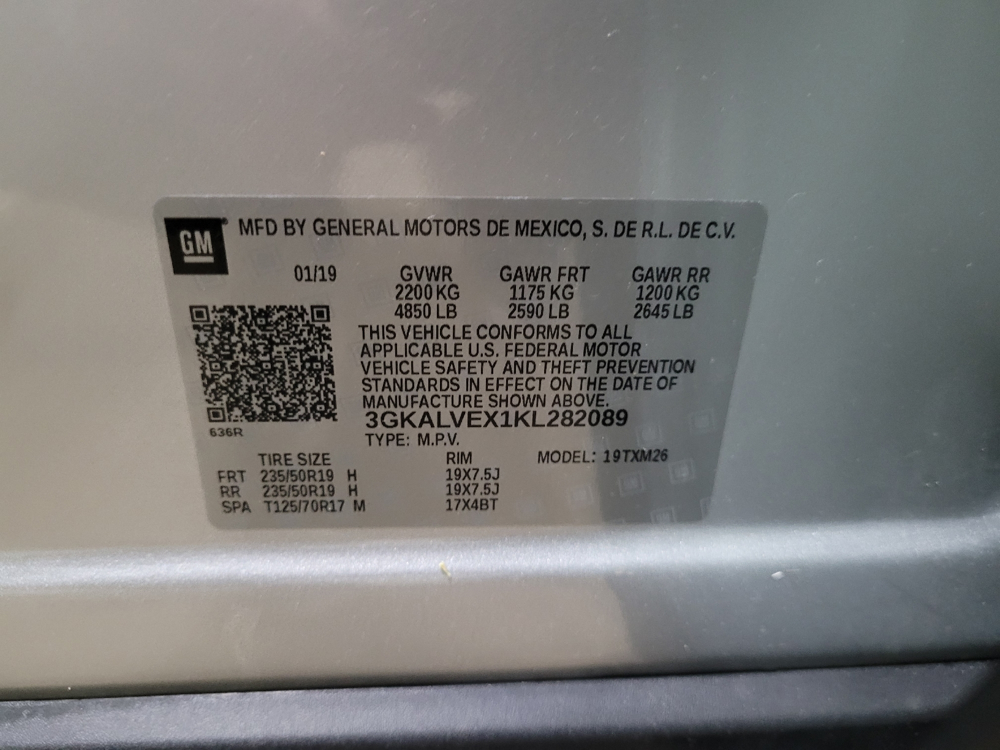 GM MFD BY GENERAL MOTORS DE MEXICO, S. DE R.L. DE C.V.
01/19 GVWR GAWR FRT GAWR RR
2200 KG 1175 KG 1200 KG
4850 LB 2590 LB 2645 LB
THIS VEHICLE CONFORMS TO ALL
APPLICABLE U.S. FEDERAL MOTOR
VEHICLE SAFETY AND THEFT PREVENTION
STANDARDS IN EFFECT ON THE DATE OF
MANUFACTURE SHOWN ABOVE.
3GKALVEX1KL282089
636R
TYPE: M.P.V.
TIRE SIZE RIM MODEL: 19TXM26
FRT 235/50R19 H 19X7.5J
RR 235/50R19 H 19X7.5J
SPA T125/70R17 M 17X4BT